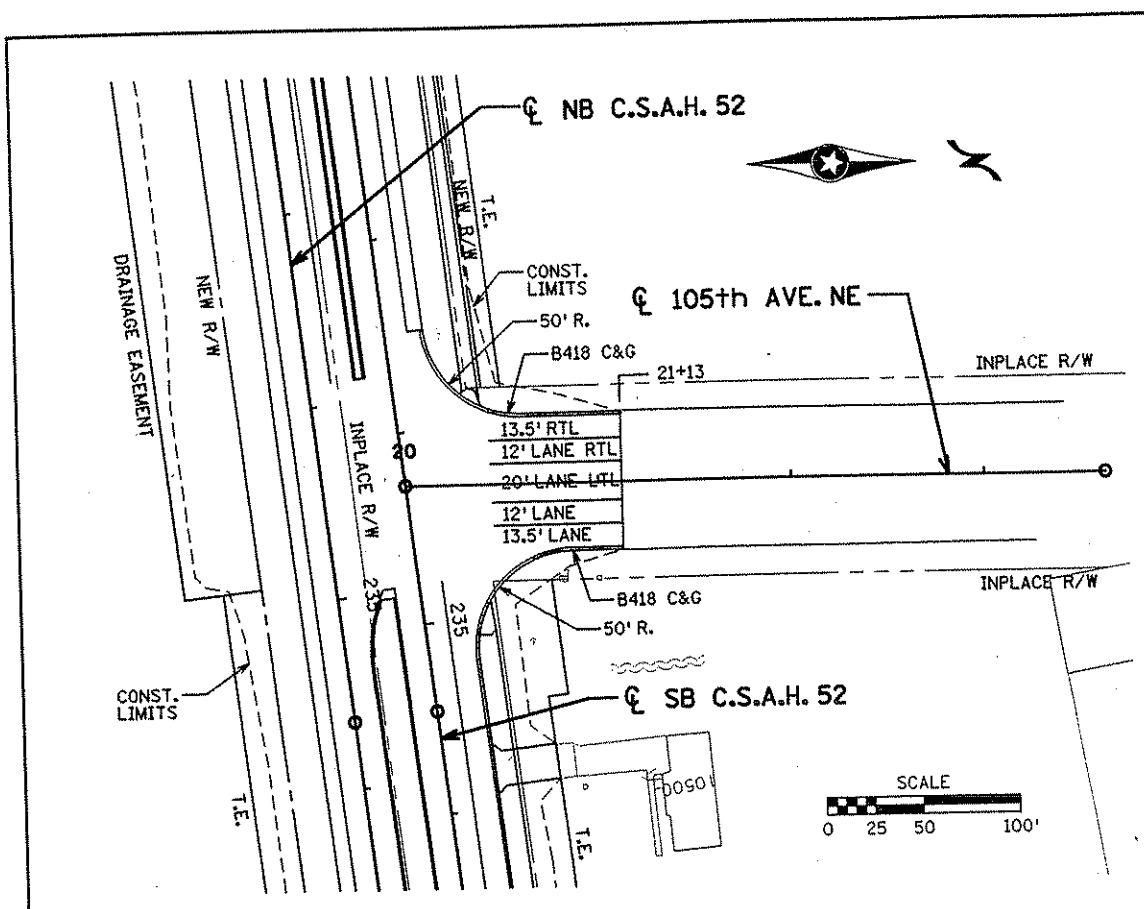 ℄ NB C.S.A.H. 52
N
T.E.
NEW R/W
CONST.
LIMITS
℄ 105th AVE. NE
50' R.
DRAINAGE EASEMENT
NEW R/W
B418 C&G
21+13
INPLACE R/W
13.5' RTL
12' LANE RTL
20
INPLACE R/W
20' LANE LTL
12' LANE
13.5' LANE
235
235
INPLACE R/W
B418 C&G
50' R.
CONST.
LIMITS
℄ SB C.S.A.H. 52
T.E.
T.E.
10500
SCALE
0 25 50 100'